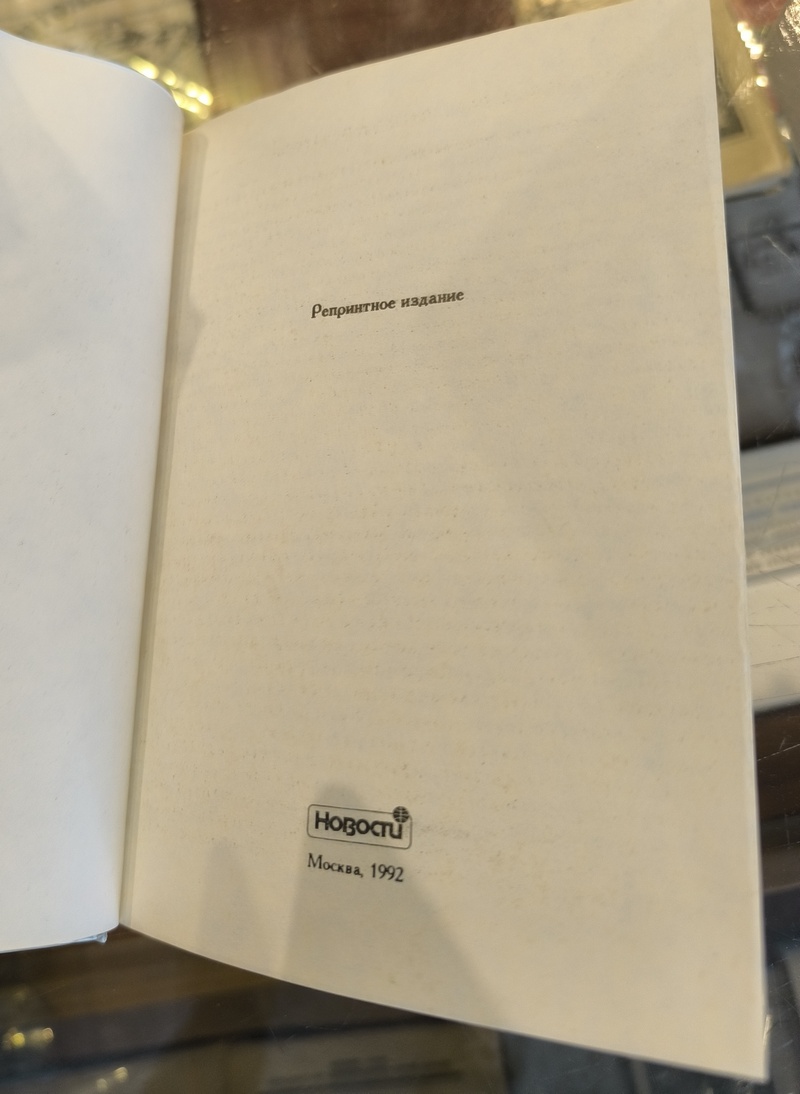 Репринтное издание
Новости
Москва, 1992